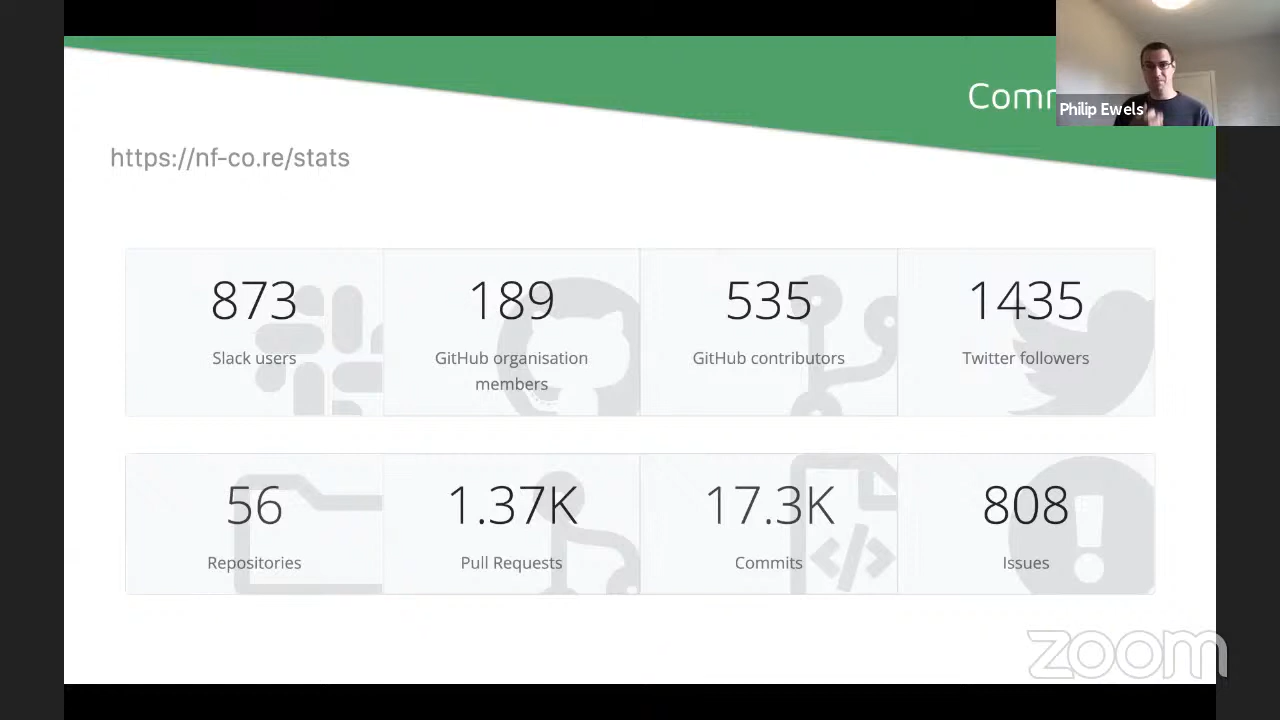 Philip Ewels
https://nf-co.re/stats
873
Slack users
189
GitHub organisation
members
535
GitHub contributors
1435
Twitter followers
56
Repositories
1.37K
Pull Requests
17.3K
Commits
808
Issues
zoom